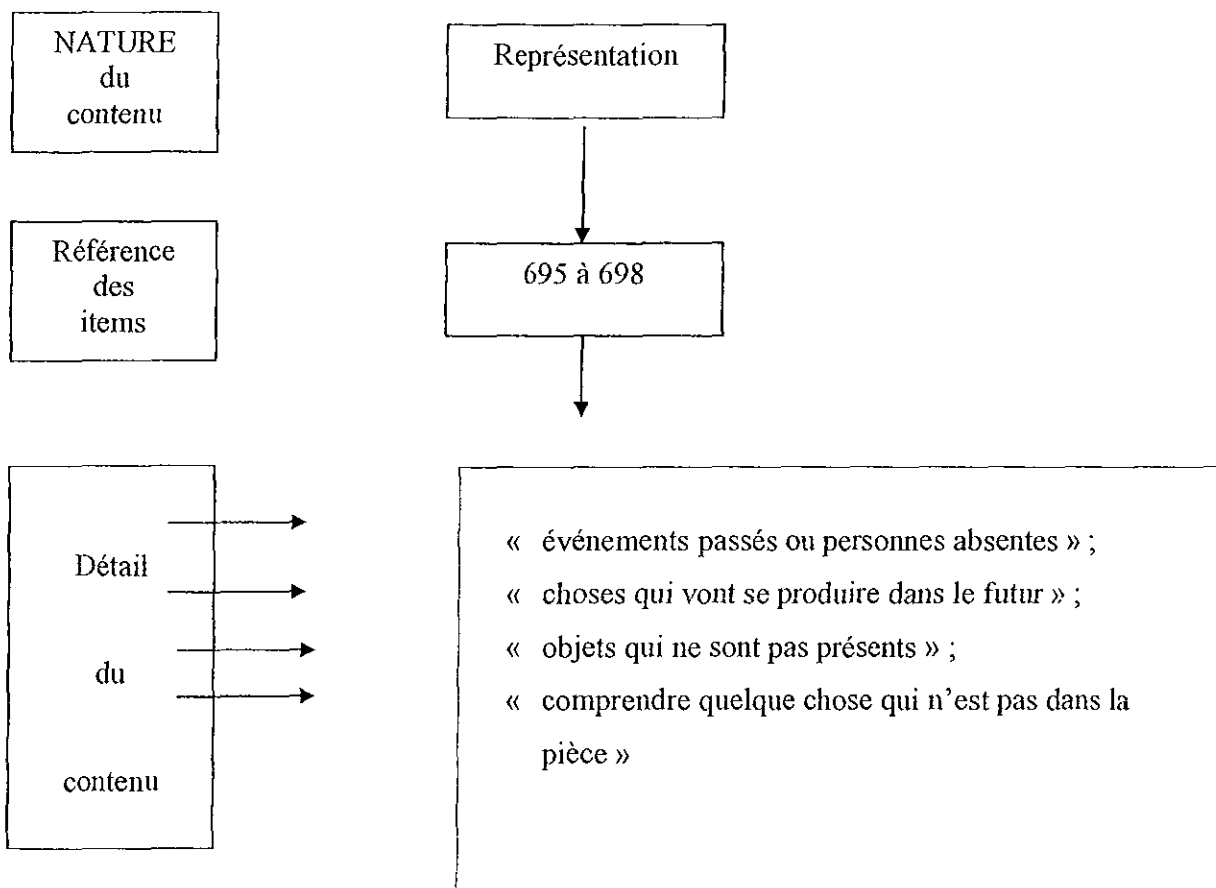 NATURE
du
contenu
Représentation
Référence
des
items
695 à 698
Détail
du
contenu
« événements passés ou personnes absentes » ;
« choses qui vont se produire dans le futur » ;
« objets qui ne sont pas présents » ;
« comprendre quelque chose qui n'est pas dans la
pièce »